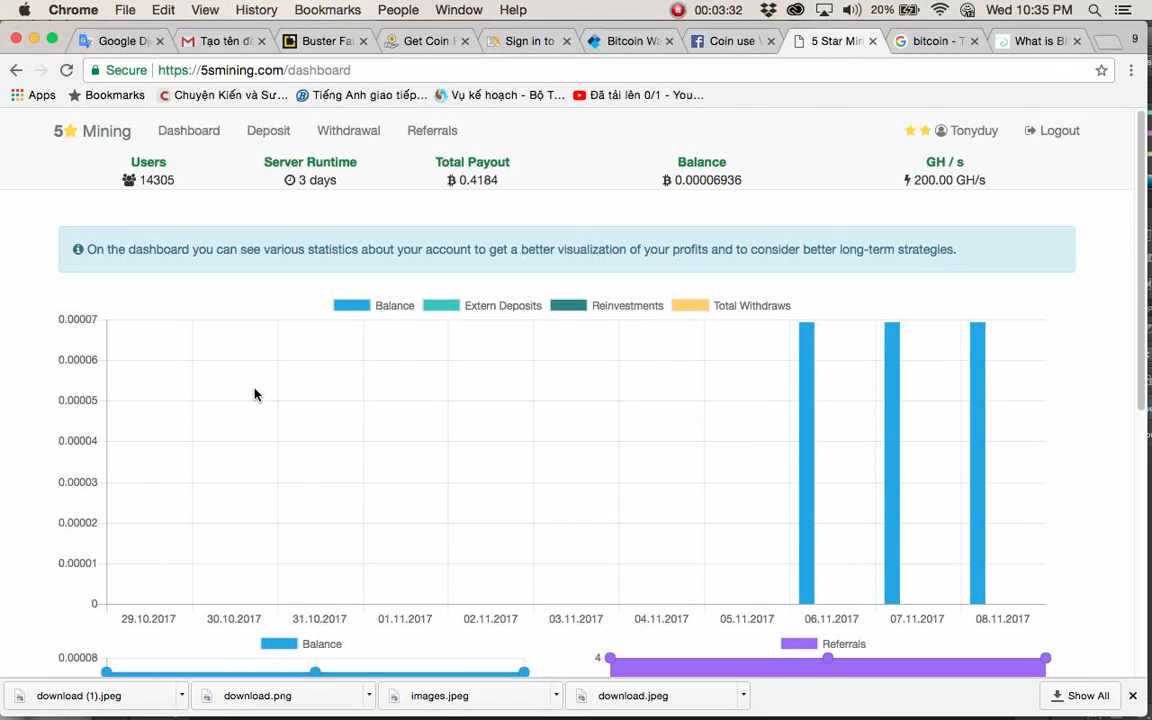 Chrome File Edit View History Bookmarks People Window Help 00:03:32 20% Wed 10:35 PM
Google D Tạo tên d Buster Fa Get Coin F Sign in to Bitcoin Wa Coin use V 5 Star Min bitcoin - T What is Bi 9
Secure https://5smining.com/dashboard
Apps Bookmarks Chuyện Kiến và Sư... Tiếng Anh giao tiếp... Vụ kế hoạch - Bộ T... Đã tải lên 0/1 - You...
5 Mining Dashboard Deposit Withdrawal Referrals Tonyduy Logout
Users Server Runtime Total Payout Balance GH / s
14305 3 days ₿ 0.4184 ₿ 0.00006936 200.00 GH/s
On the dashboard you can see various statistics about your account to get a better visualization of your profits and to consider better long-term strategies.
Balance Extern Deposits Reinvestments Total Withdraws
0.00007
0.00006
0.00005
0.00004
0.00003
0.00002
0.00001
0
29.10.2017 30.10.2017 31.10.2017 01.11.2017 02.11.2017 03.11.2017 04.11.2017 05.11.2017 06.11.2017 07.11.2017 08.11.2017
Balance Referrals
0.00008 4
download (1).jpeg download.png images.jpeg download.jpeg Show All